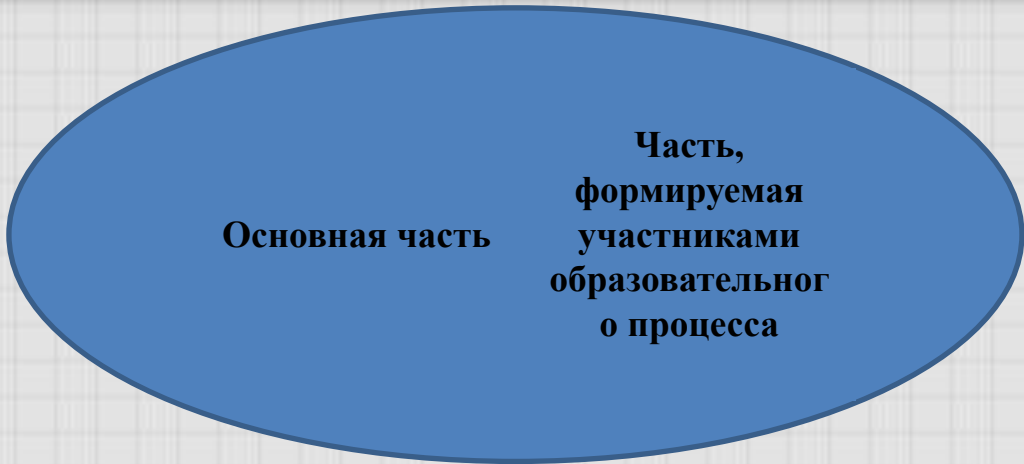 Основная часть
Часть,
формируемая
участниками
образовательног
о процесса